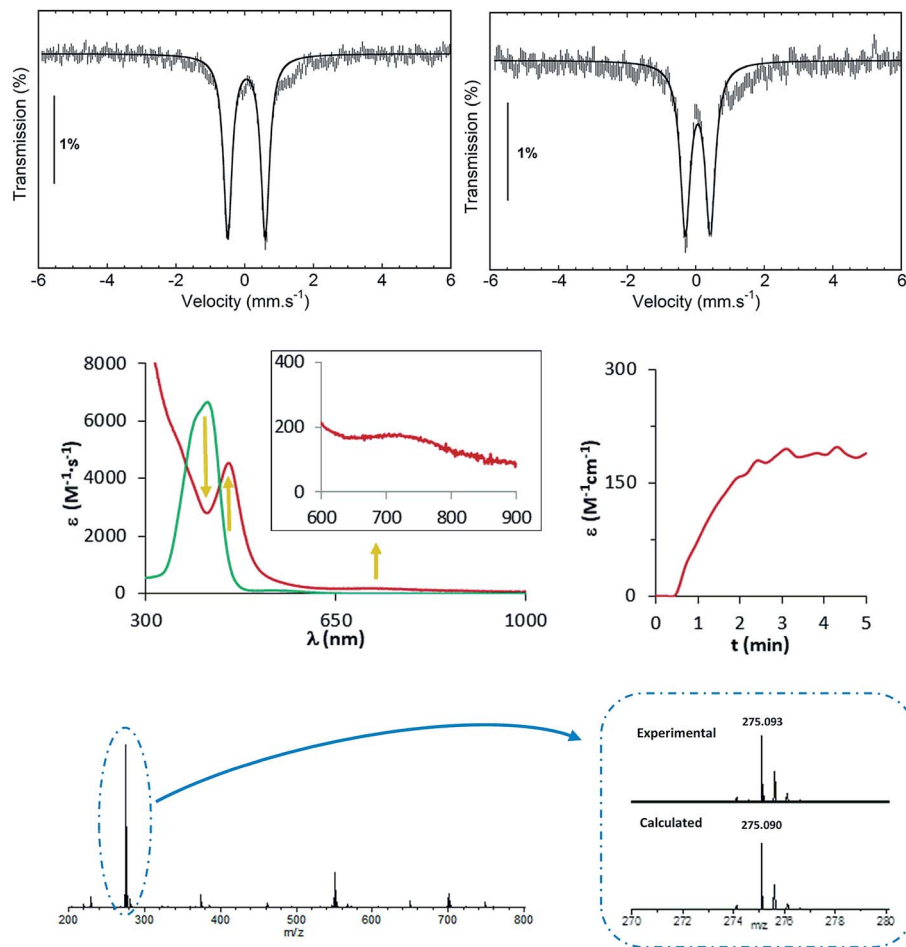 Transmission (%)
1%
-6 -4 -2 0 2 4 6
Velocity (mm.s⁻¹)
Transmission (%)
1%
-6 -4 -2 0 2 4 6
Velocity (mm.s⁻¹)
ε (M⁻¹·s⁻¹)
8000
6000
4000
2000
0
300 650 1000
λ (nm)
400
200
0
600 700 800 900
ε (M⁻¹cm⁻¹)
300
150
0
0 1 2 3 4 5
t (min)
200 300 400 500 600 700 800
m/z
275.093
Experimental
Calculated 275.090
270 272 274 276 278 280
m/z